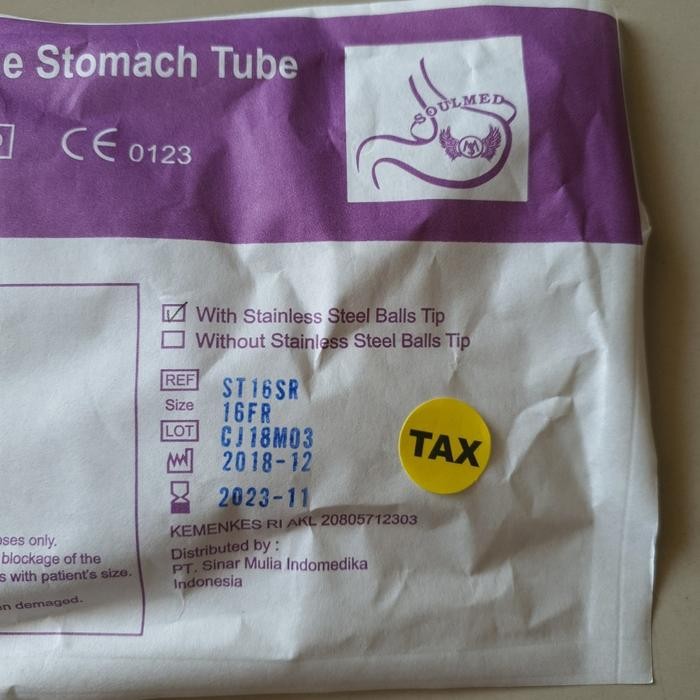 e Stomach Tube
CE 0123
SOULMED
With Stainless Steel Balls Tip
Without Stainless Steel Balls Tip
REF ST16SR
Size 16FR
LOT CJ18M03
2018-12
2023-11
TAX
KEMENKES RI AKL 20805712303
Distributed by :
PT. Sinar Mulia Indomedika
Indonesia
oses only.
blockage of the
s with patient's size.
n damaged.